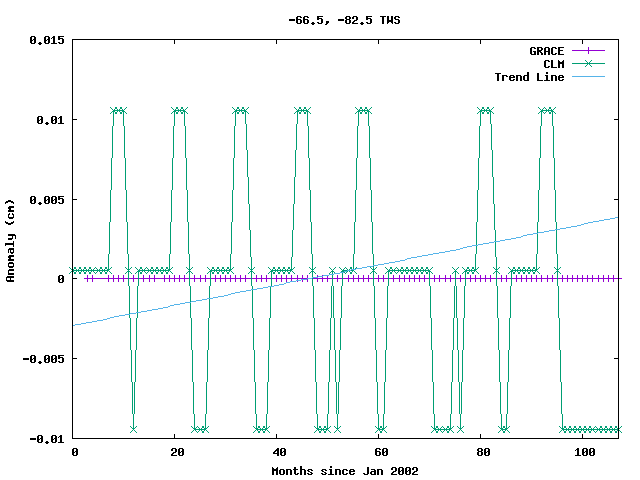 -66.5, -82.5 TWS
0.015
0.01
0.005
0
-0.005
-0.01
Anomaly (cm)
GRACE
CLM
Trend Line
0 20 40 60 80 100
Months since Jan 2002